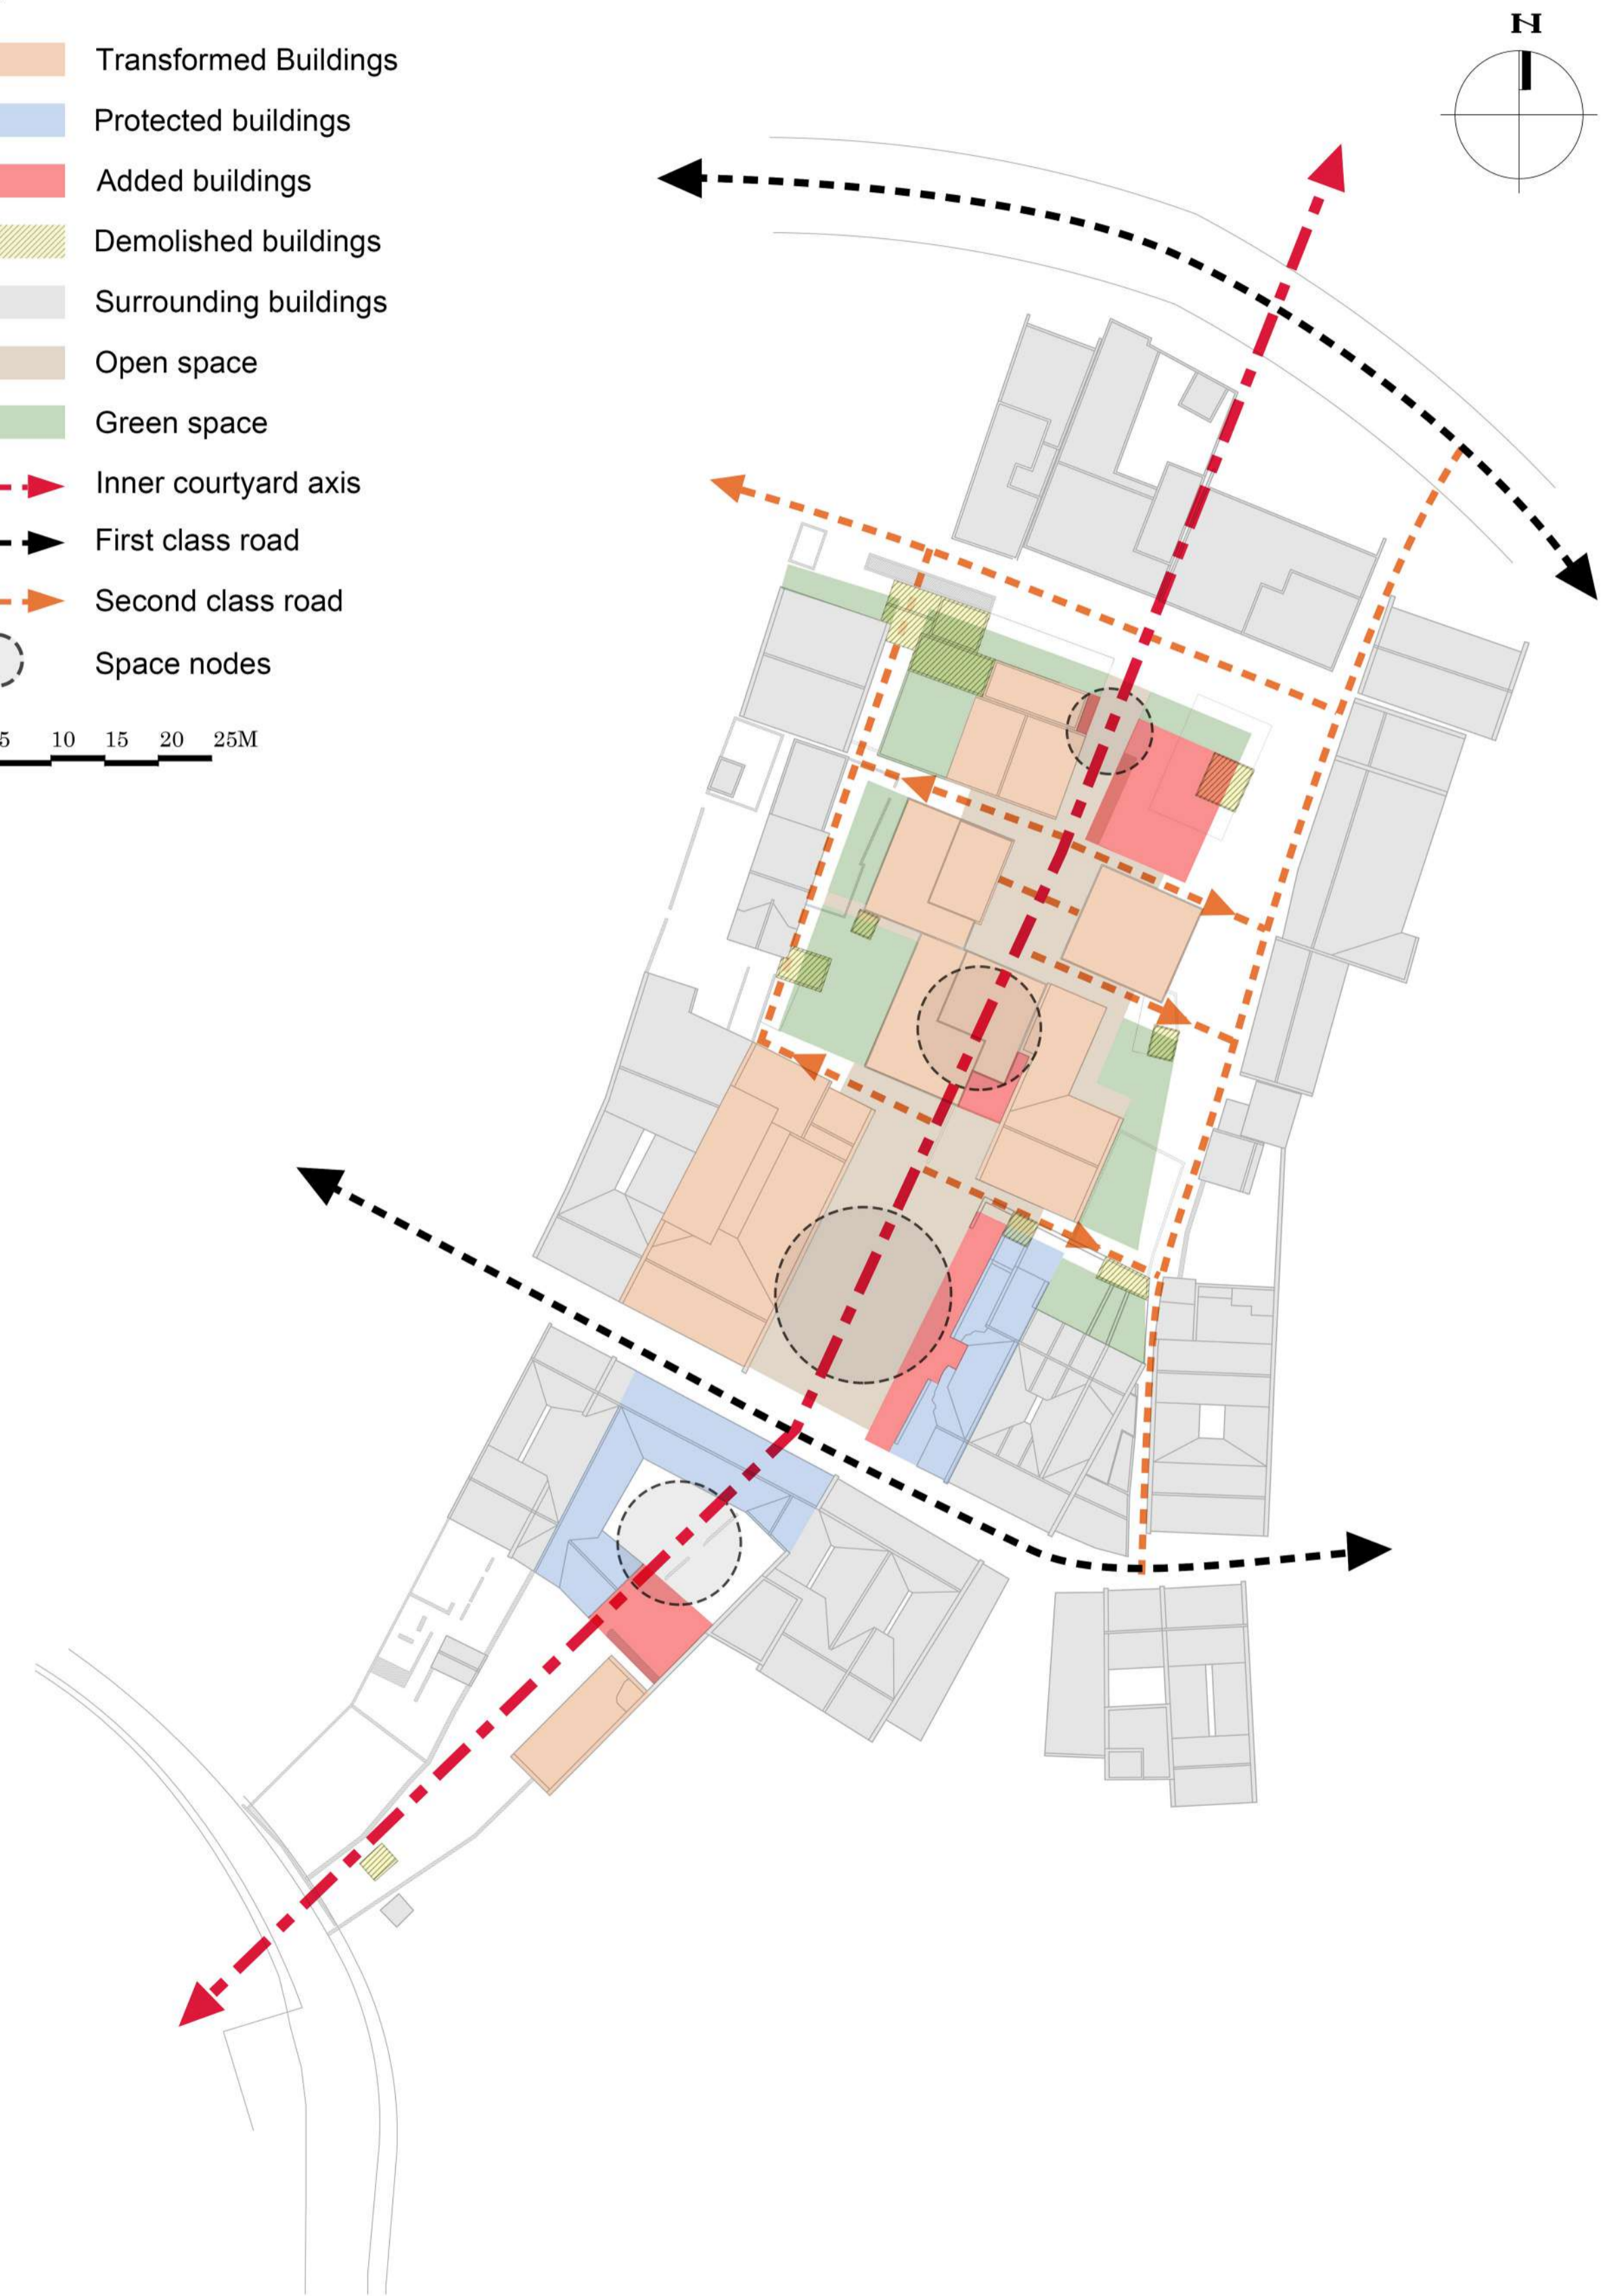 N
Transformed Buildings
Protected buildings
Added buildings
Demolished buildings
Surrounding buildings
Open space
Green space
Inner courtyard axis
First class road
Second class road
Space nodes
5 10 15 20 25M